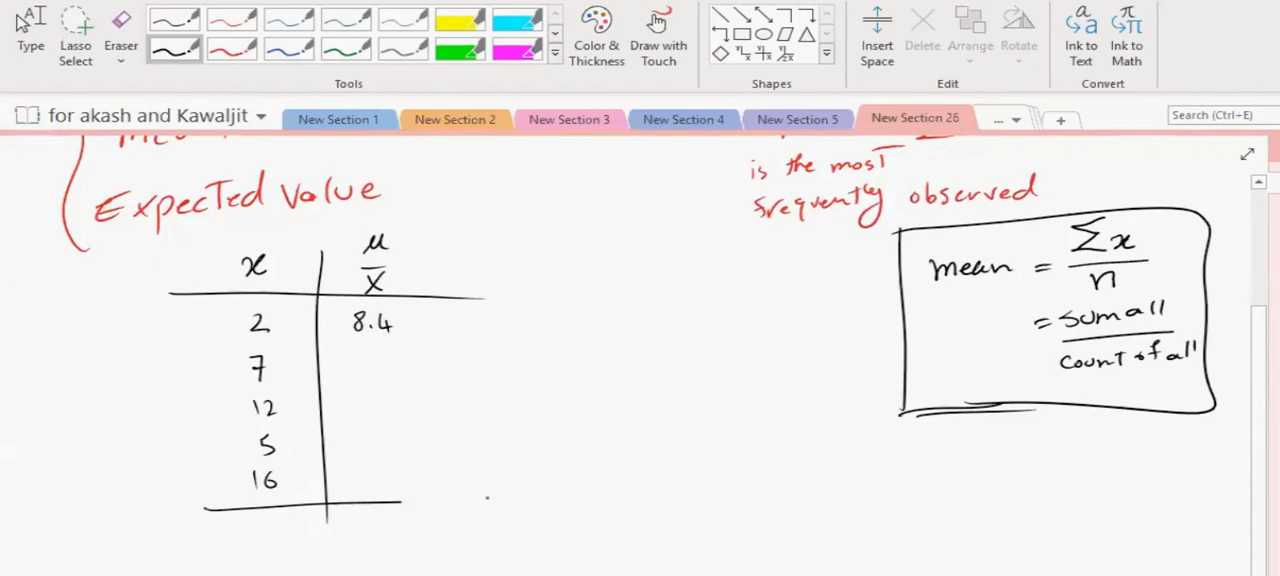 Type
Lasso
Select
Eraser
Color &
Thickness
Draw with
Touch
Insert
Space
Delete
Arrange
Rotate
Ink to
Text
Ink to
Math
Tools
Shapes
Edit
Convert
for akash and Kawaljit
New Section 1
New Section 2
New Section 3
New Section 4
New Section 5
New Section 26
...
Search (Ctrl+E)
is the most
frequently observed
Expected value
x
μ
X̄
2 8.4
7
12
5
16
mean = Σx / n
= sum all / count of all